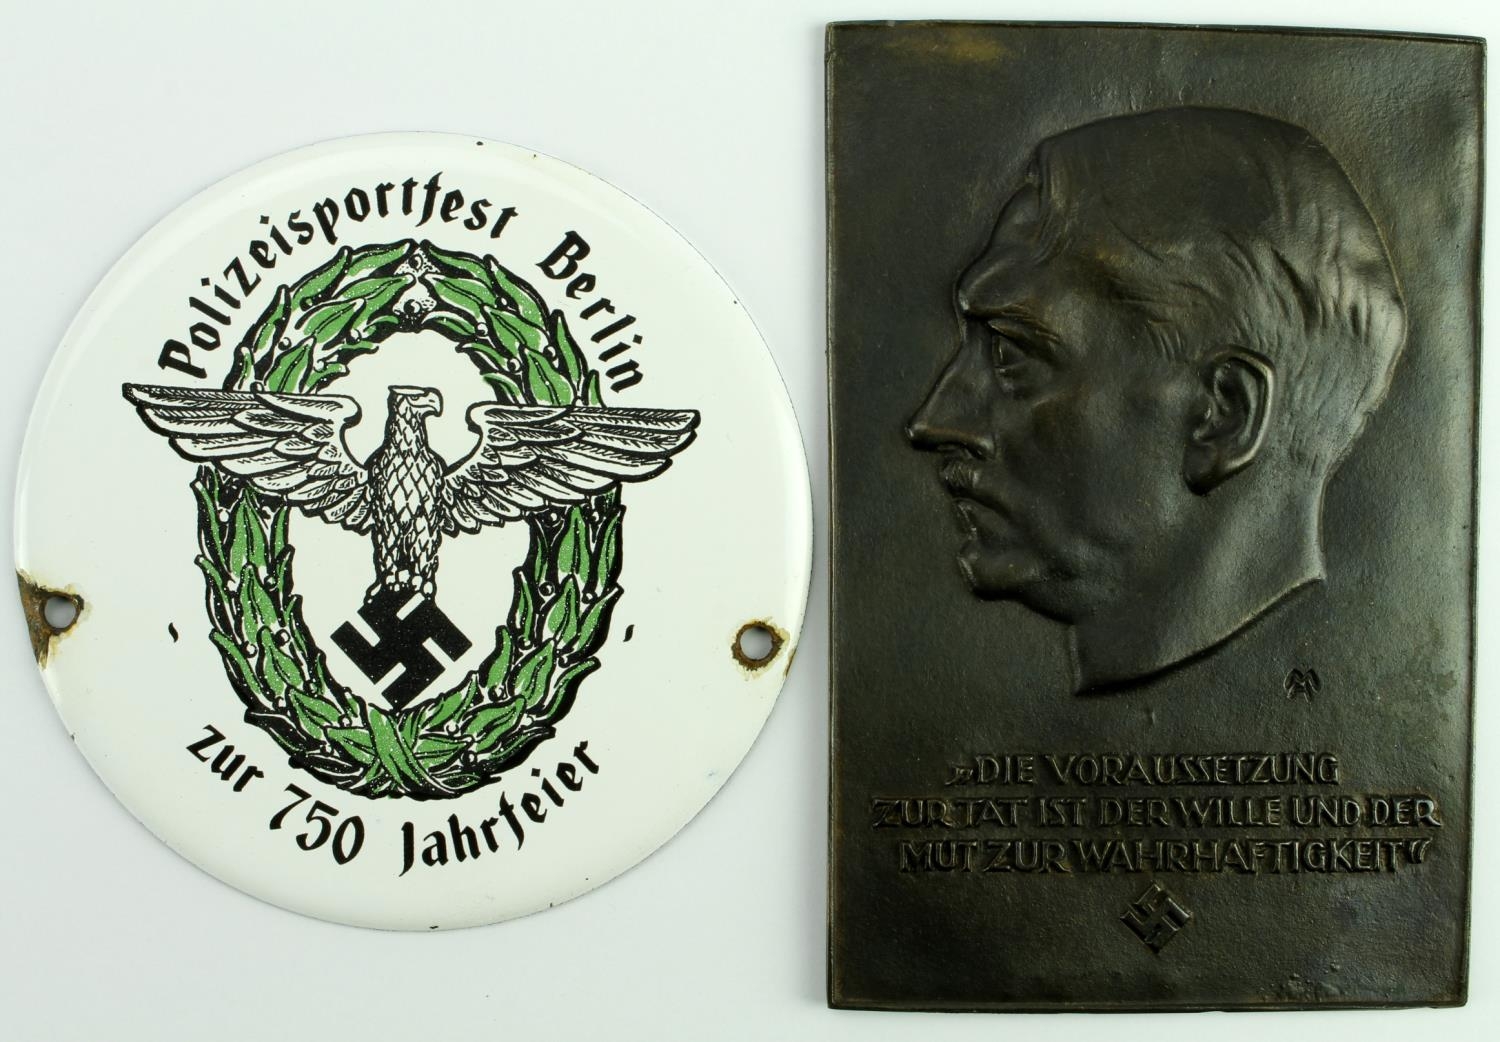 Polizeisportfest Berlin
zur 750 Jahrfeier
M
„DIE VORAUSSETZUNG
ZUR TAT IST DER WILLE UND DER
MUT ZUR WAHRHAFTIGKEIT“